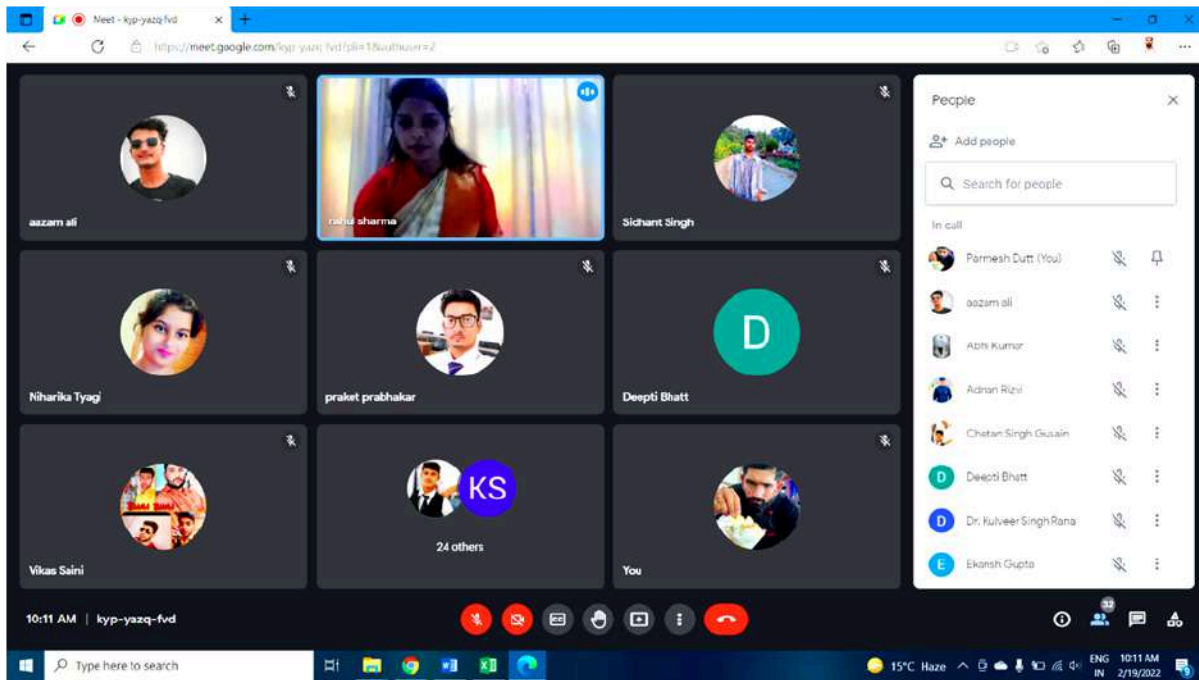 Meet - kyp-yazq-fvd
https://meet.google.com/kyp-yazq-fvd?pli=1&authuser=2
aazam ali
rahul sharma
Sidhant Singh
Niharika Tyagi
praket prabhakar
D
Deepti Bhatt
Vikas Saini
KS
24 others
You
People
Add people
Search for people
In call
Parmesh Dutt (You)
aazam ali
Abhi Kumar
Adnan Rizvi
Chetan Singh Gusain
D Deepti Bhatt
D Dr. Kulveer Singh Rana
E Ekansh Gupta
10:11 AM | kyp-yazq-fvd
32
Type here to search
15°C Haze
ENG 10:11 AM
IN 2/19/2022